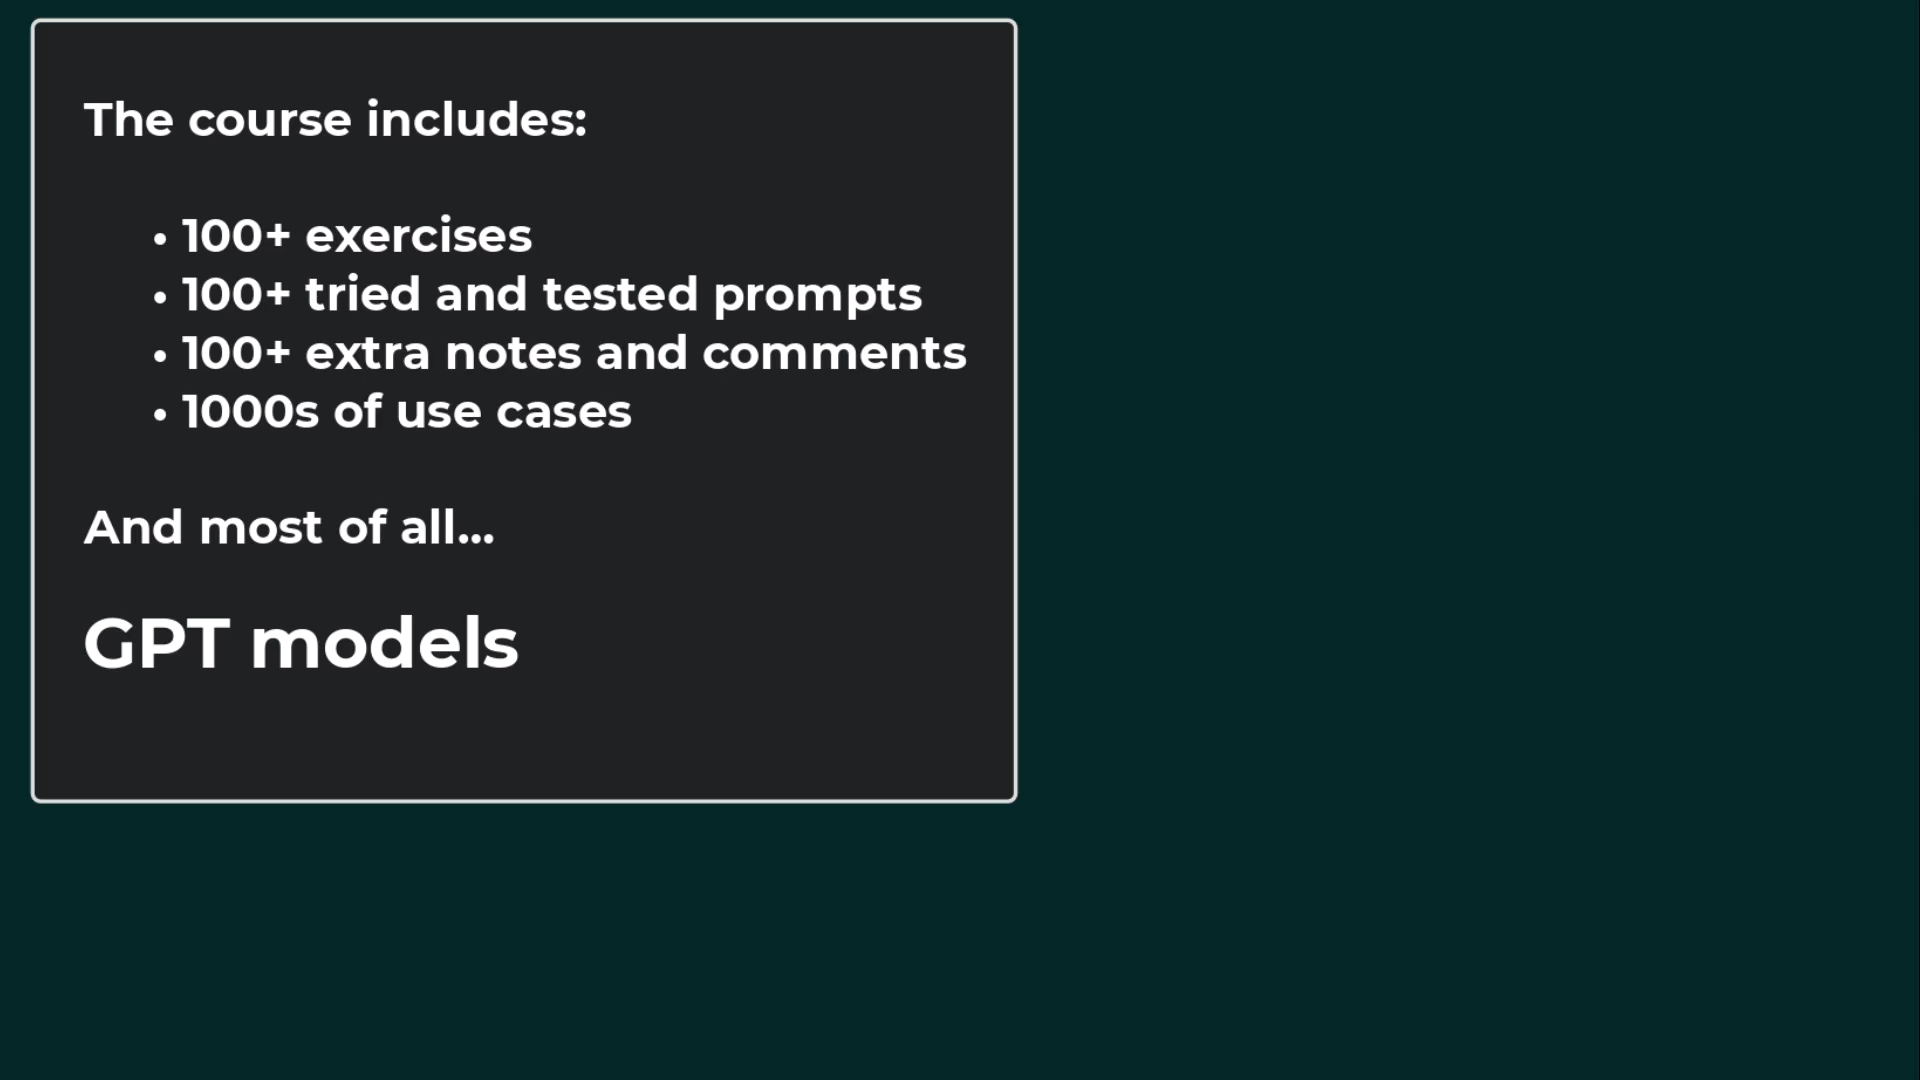 The course includes:
• 100+ exercises
• 100+ tried and tested prompts
• 100+ extra notes and comments
• 1000s of use cases
And most of all...
GPT models